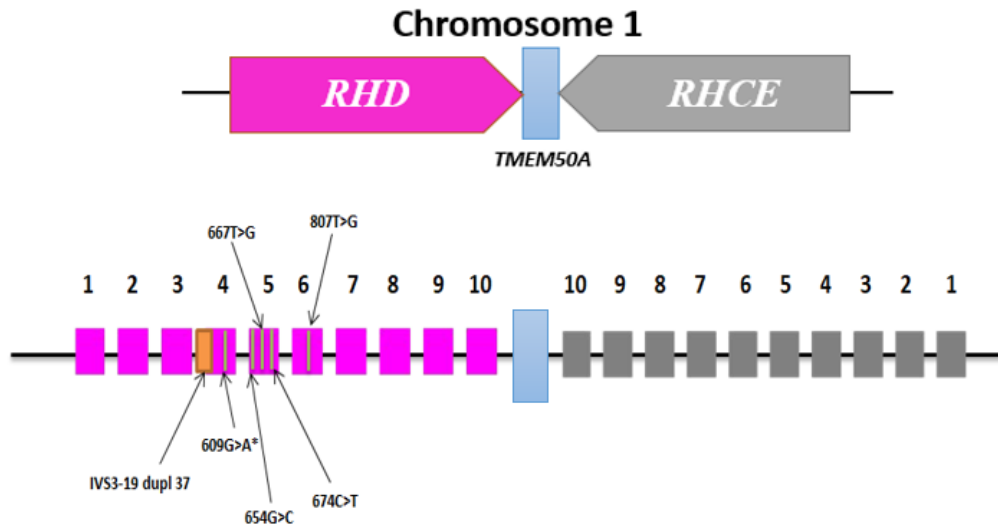 Chromosome 1
RHD RHCE
TMEM50A
667T>G 807T>G
1 2 3 4 5 6 7 8 9 10 10 9 8 7 6 5 4 3 2 1
609G>A*
IVS3-19 dupl 37
674C>T
654G>C